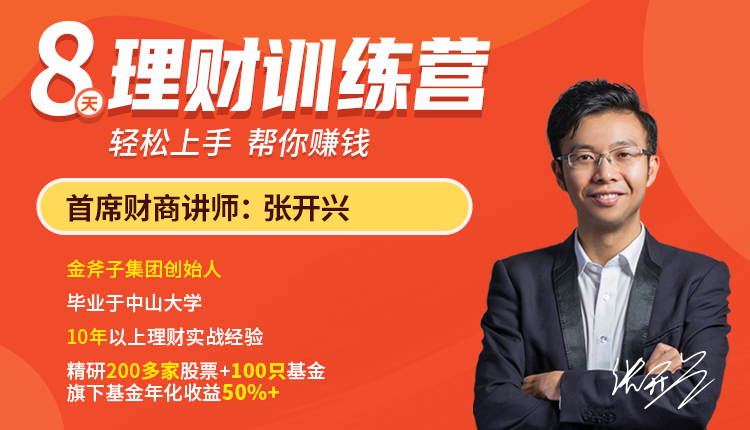 8天理财训练营
轻松上手 帮你赚钱
首席财商讲师：张开兴
金斧子集团创始人
毕业于中山大学
10年以上理财实战经验
精研200多家股票+100只基金
旗下基金年化收益50%+
张开兴